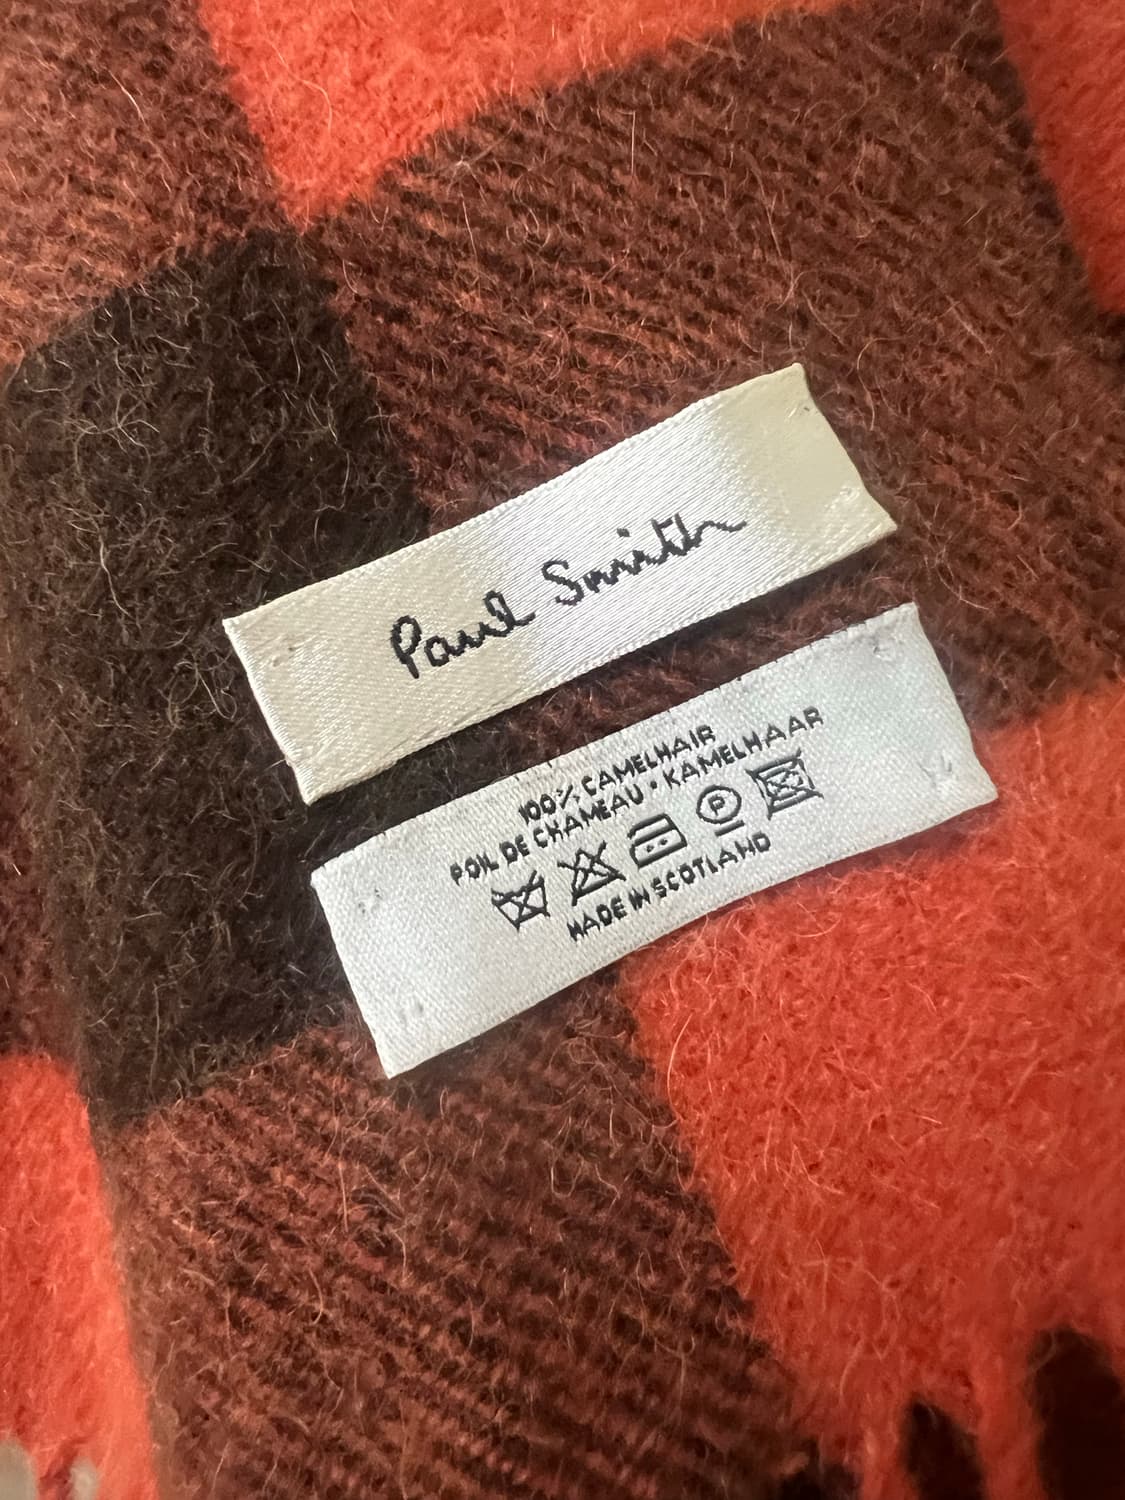 Paul Smith
100% CAMELHAIR
POIL DE CHAMEAU • KAMELHAAR
P
MADE IN SCOTLAND